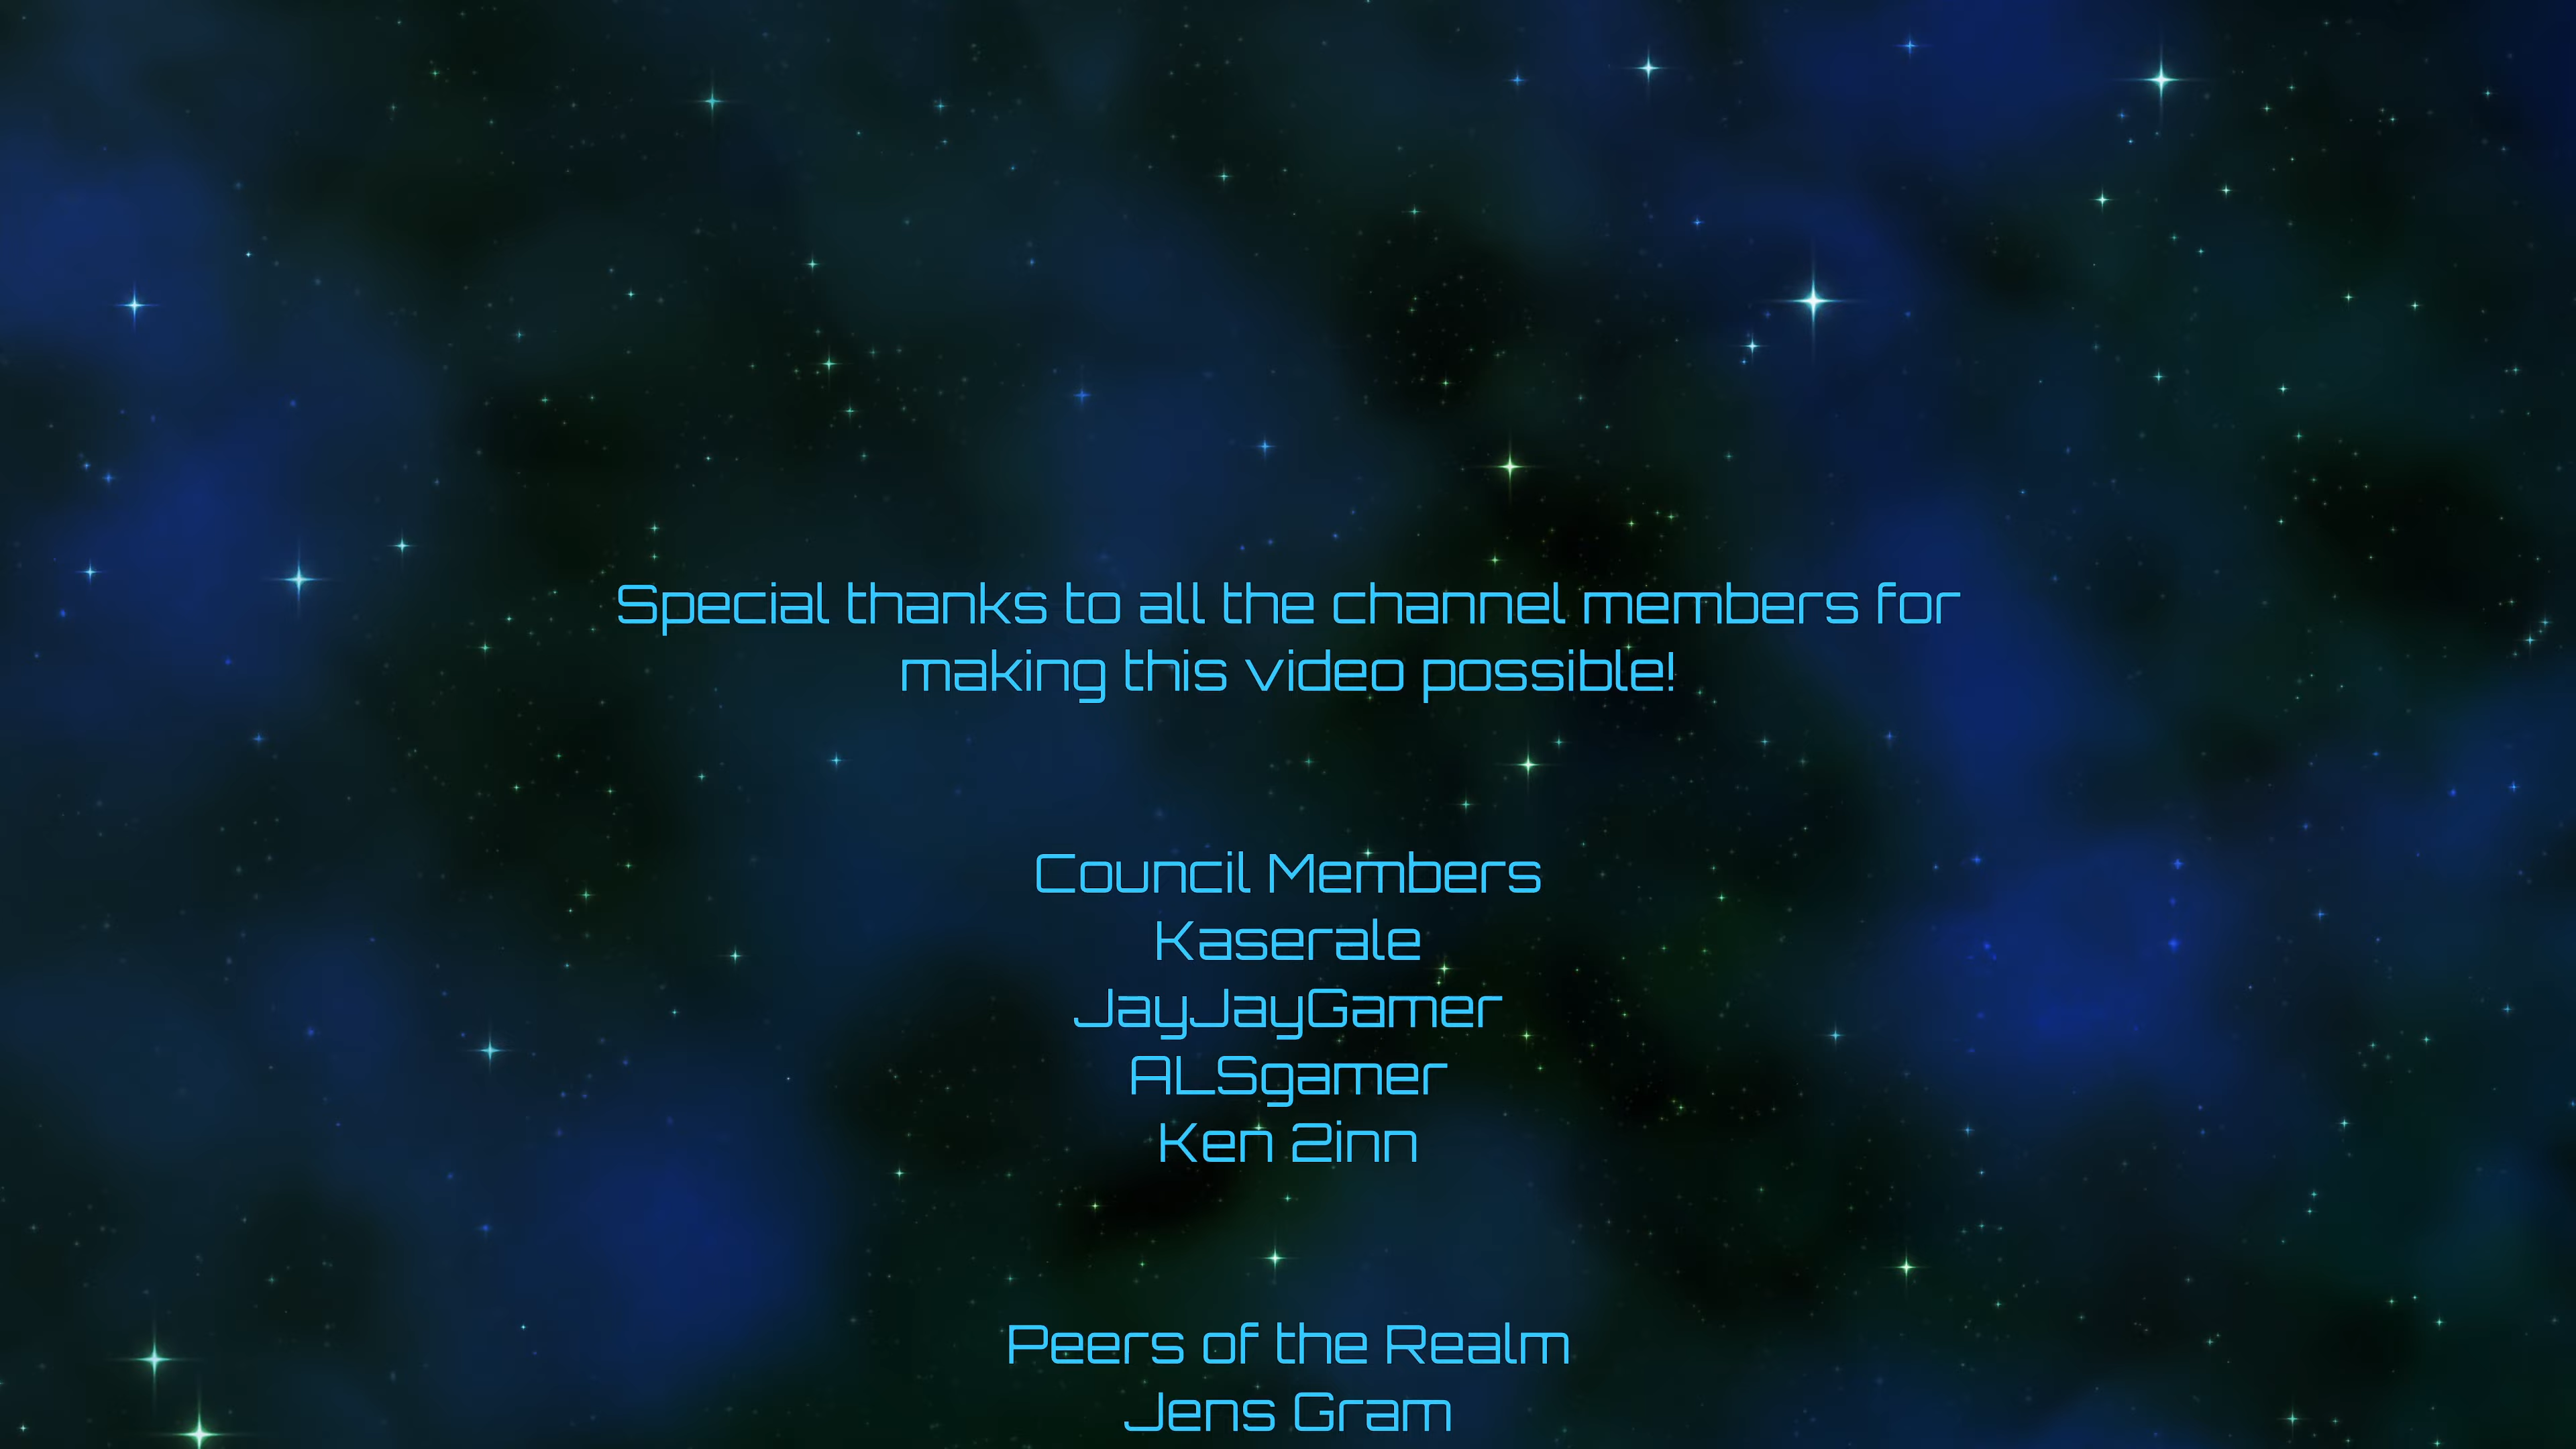 Special thanks to all the channel members for
making this video possible!
Council Members
Kaserale
JayJayGamer
ALSgamer
Ken 2inn
Peers of the Realm
Jens Gram